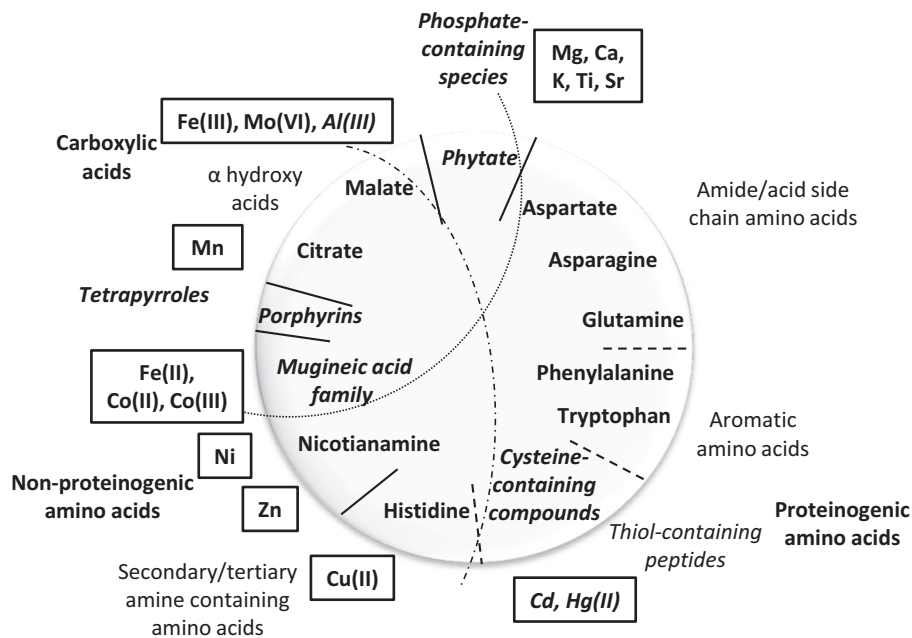 Phosphate-
containing
species
Mg, Ca,
K, Ti, Sr
Fe(III), Mo(VI), Al(III)
Carboxylic
acids
α hydroxy
acids
Malate
Phytate
Aspartate
Amide/acid side
chain amino acids
Mn
Citrate
Asparagine
Tetrapyrroles
Porphyrins
Glutamine
Fe(II),
Co(II), Co(III)
Mugineic acid
family
Phenylalanine
Tryptophan
Aromatic
amino acids
Ni
Nicotianamine
Non-proteinogenic
amino acids
Zn
Histidine
Cysteine-
containing
compounds
Thiol-containing
peptides
Proteinogenic
amino acids
Secondary/tertiary
amine containing
amino acids
Cu(II)
Cd, Hg(II)